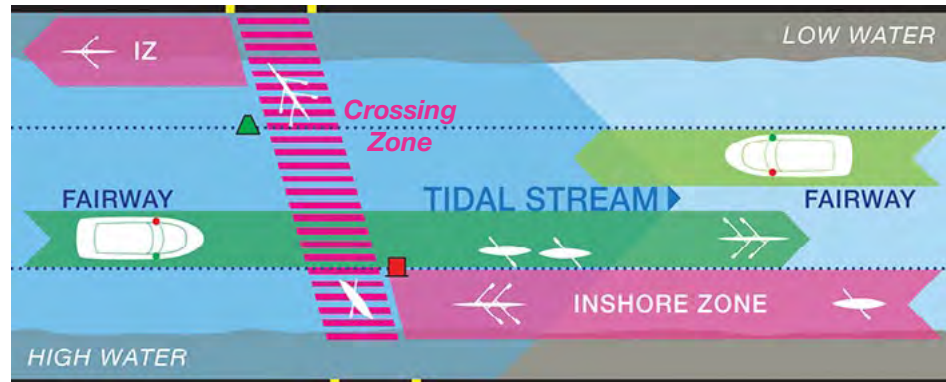 LOW WATER
IZ
Crossing
Zone
FAIRWAY
TIDAL STREAM
FAIRWAY
INSHORE ZONE
HIGH WATER